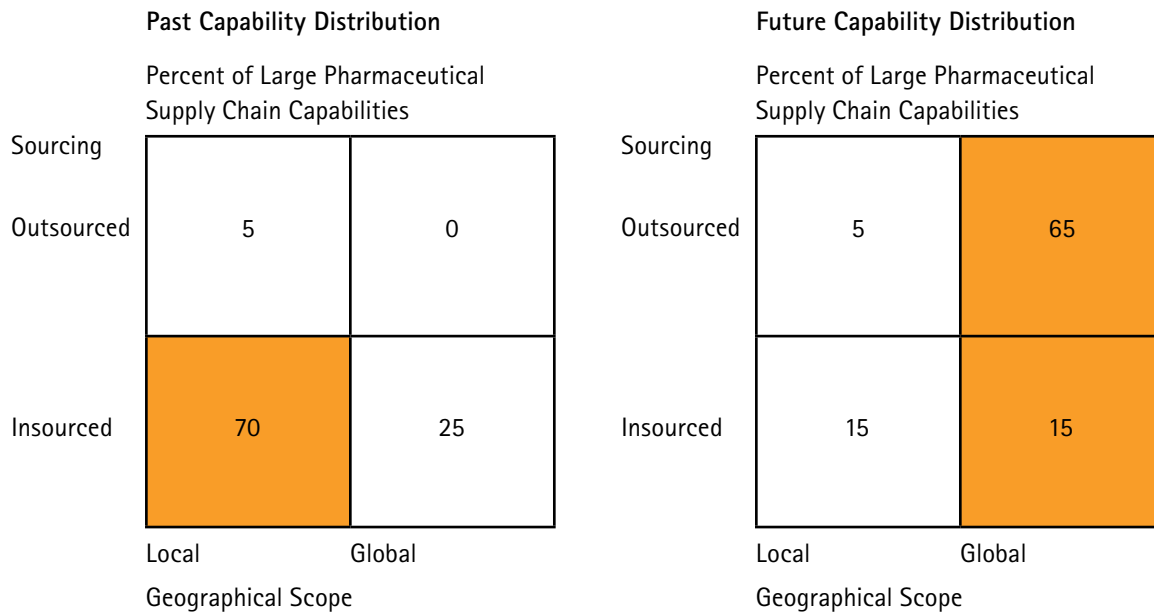 Past Capability Distribution
Percent of Large Pharmaceutical
Supply Chain Capabilities
Sourcing
Outsourced
5
0
Insourced
70
25
Local
Global
Geographical Scope
Future Capability Distribution
Percent of Large Pharmaceutical
Supply Chain Capabilities
Sourcing
Outsourced
5
65
Insourced
15
15
Local
Global
Geographical Scope